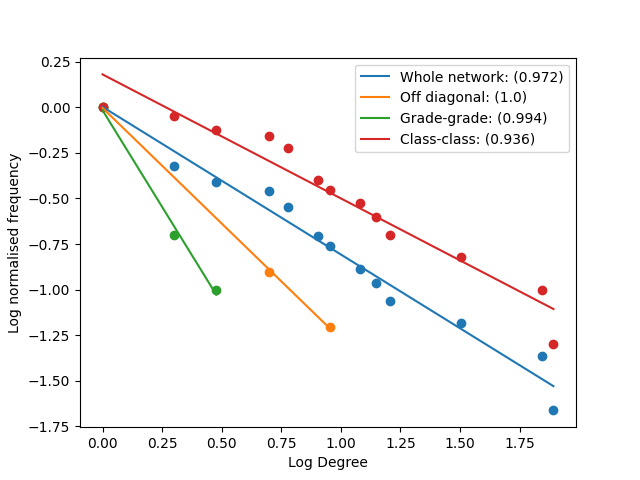 0.25
0.00
−0.25
−0.50
−0.75
−1.00
−1.25
−1.50
−1.75
Log normalised frequency
Whole network: (0.972)
Off diagonal: (1.0)
Grade-grade: (0.994)
Class-class: (0.936)
0.00 0.25 0.50 0.75 1.00 1.25 1.50 1.75
Log Degree